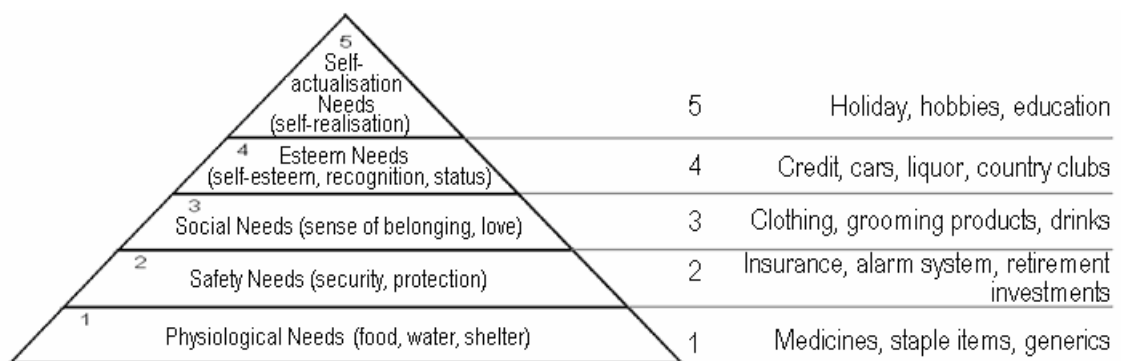 5
Self-
actualisation
Needs
(self-realisation)
5 Holiday, hobbies, education
4
Esteem Needs
(self-esteem, recognition, status)
4 Credit, cars, liquor, country clubs
3
Social Needs (sense of belonging, love)
3 Clothing, grooming products, drinks
2
Safety Needs (security, protection)
2 Insurance, alarm system, retirement
investments
1
Physiological Needs (food, water, shelter)
1 Medicines, staple items, generics